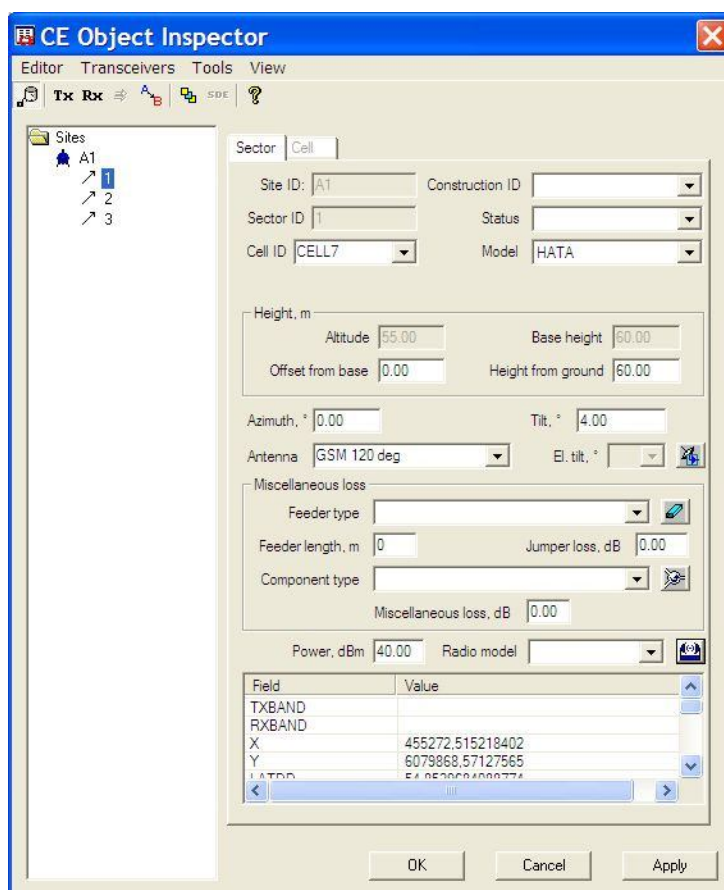 CE Object Inspector
Editor Transceivers Tools View
Tx Rx A B SDE ?
Sites
A1
1
2
3
Sector Cell
Site ID: A1 Construction ID
Sector ID 1 Status
Cell ID CELL7 Model HATA
Height, m
Altitude 55.00 Base height 60.00
Offset from base 0.00 Height from ground 60.00
Azimuth, ° 0.00 Tilt, ° 4.00
Antenna GSM 120 deg El. tilt, °
Miscellaneous loss
Feeder type
Feeder length, m 0 Jumper loss, dB 0.00
Component type
Miscellaneous loss, dB 0.00
Power, dBm 40.00 Radio model
Field Value
TXBAND
RXBAND
X 455272,515218402
Y 6079868,57127565
LATDD
OK Cancel Apply